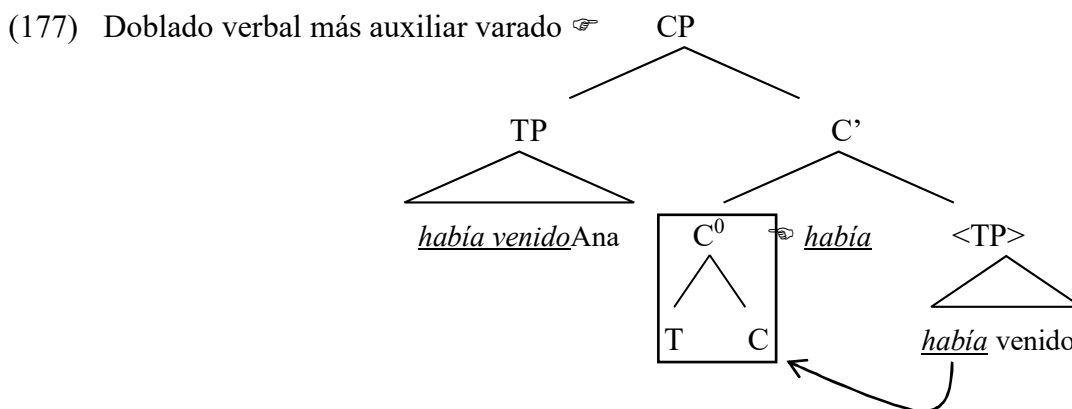 (177) Doblado verbal más auxiliar varado ☞ CP
TP C’
había venidoAna C⁰ ☜ había <TP>
T C había venido